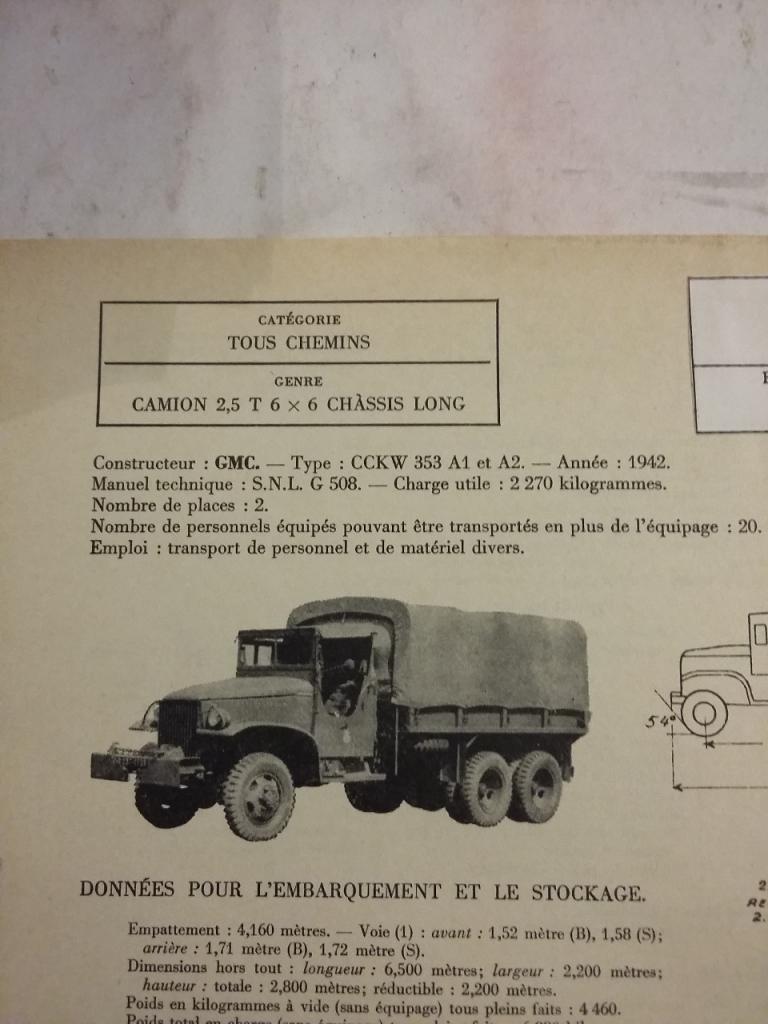 CATÉGORIE
TOUS CHEMINS
GENRE
CAMION 2,5 T 6 × 6 CHÂSSIS LONG
Constructeur : GMC. — Type : CCKW 353 A1 et A2. — Année : 1942.
Manuel technique : S.N.L. G 508. — Charge utile : 2 270 kilogrammes.
Nombre de places : 2.
Nombre de personnels équipés pouvant être transportés en plus de l'équipage : 20.
Emploi : transport de personnel et de matériel divers.
54°
DONNÉES POUR L'EMBARQUEMENT ET LE STOCKAGE.
Empattement : 4,160 mètres. — Voie (1) : avant : 1,52 mètre (B), 1,58 (S);
arrière : 1,71 mètre (B), 1,72 mètre (S).
Dimensions hors tout : longueur : 6,500 mètres; largeur : 2,200 mètres;
hauteur : totale : 2,800 mètres; réductible : 2,200 mètres.
Poids en kilogrammes à vide (sans équipage) tous pleins faits : 4 460.
2
RE
2.